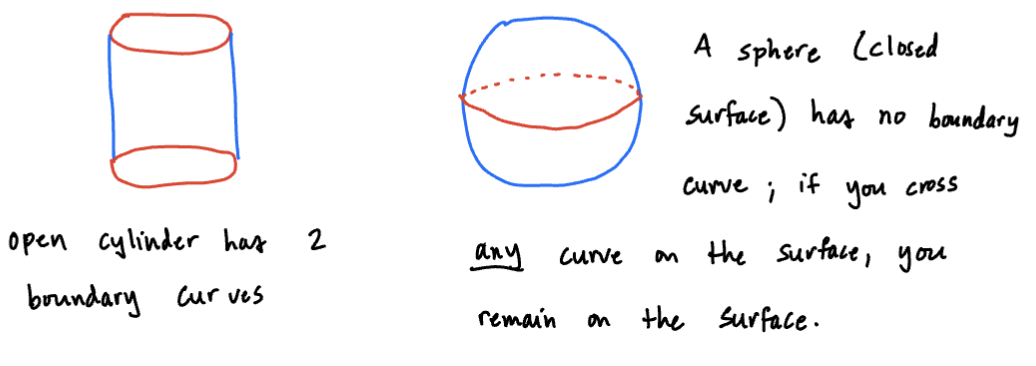 A sphere (closed
surface) has no boundary
curve ; if you cross
open cylinder has 2
boundary curves
any curve on the surface, you
remain on the surface.